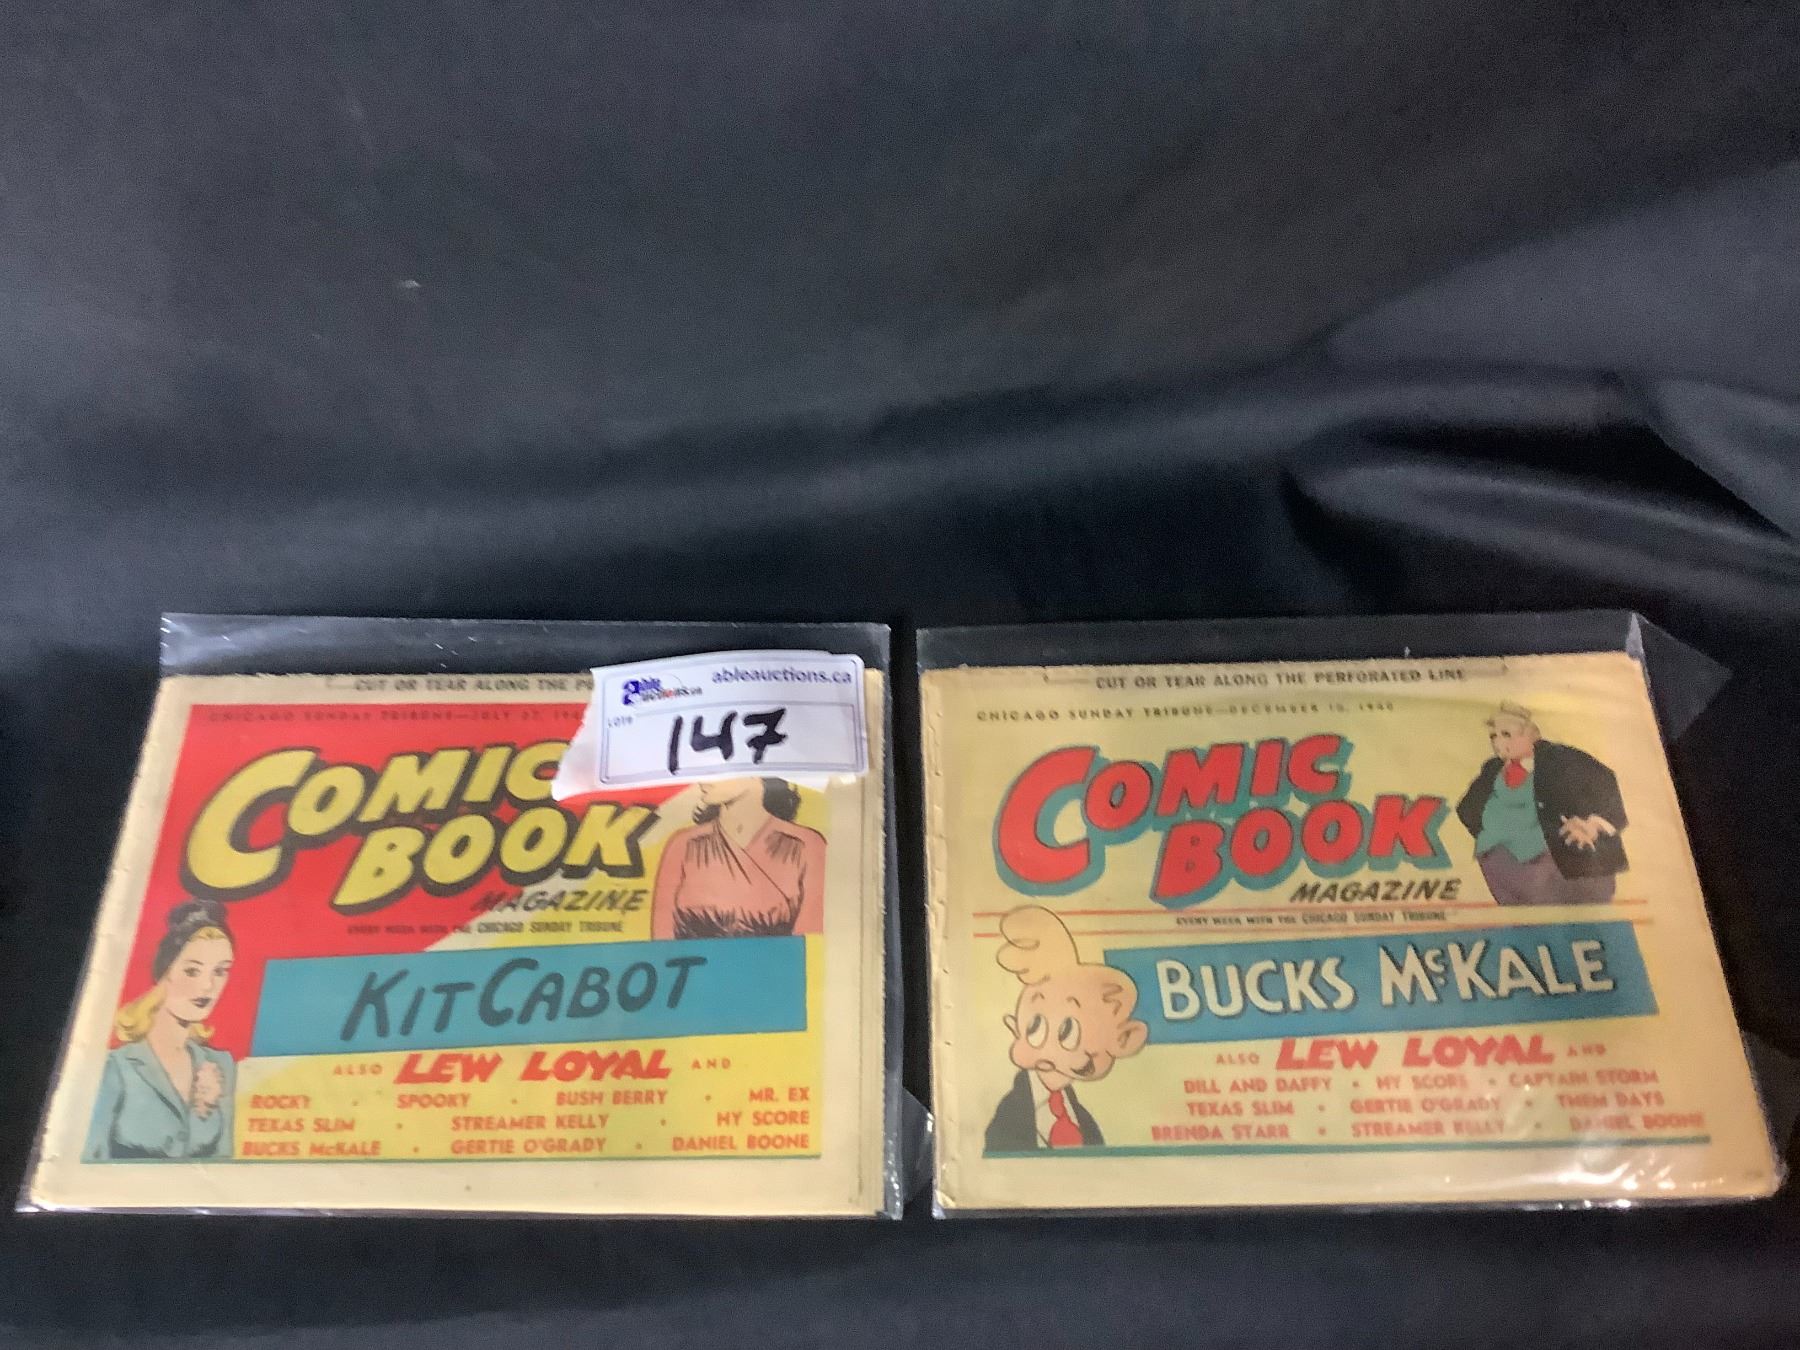 CUT OR TEAR ALONG THE
CHICAGO SUNDAY TRIBUNE—JULY 27, 194
ableauctions.ca
LOT#
147
COMIC
BOOK
MAGAZINE
EVERY WEEK WITH THE CHICAGO SUNDAY TRIBUNE
KIT CABOT
ALSO LEW LOYAL AND
ROCKY • SPOOKY • BUSH BERRY • MR. EX
TEXAS SLIM • STREAMER KELLY • HY SCORE
BUCKS McKALE • GERTIE O'GRADY • DANIEL BOONE
CUT OR TEAR ALONG THE PERFORATED LINE
CHICAGO SUNDAY TRIBUNE—DECEMBER 1940
COMIC
BOOK
MAGAZINE
EVERY WEEK WITH THE CHICAGO SUNDAY TRIBUNE
BUCKS McKALE
ALSO LEW LOYAL AND
DILL AND DAFFY • HY SCORE • CAPTAIN STORM
TEXAS SLIM • GERTIE O'GRADY • THEM DAYS
BRENDA STARR • STREAMER KELLY • DANIEL BOONE